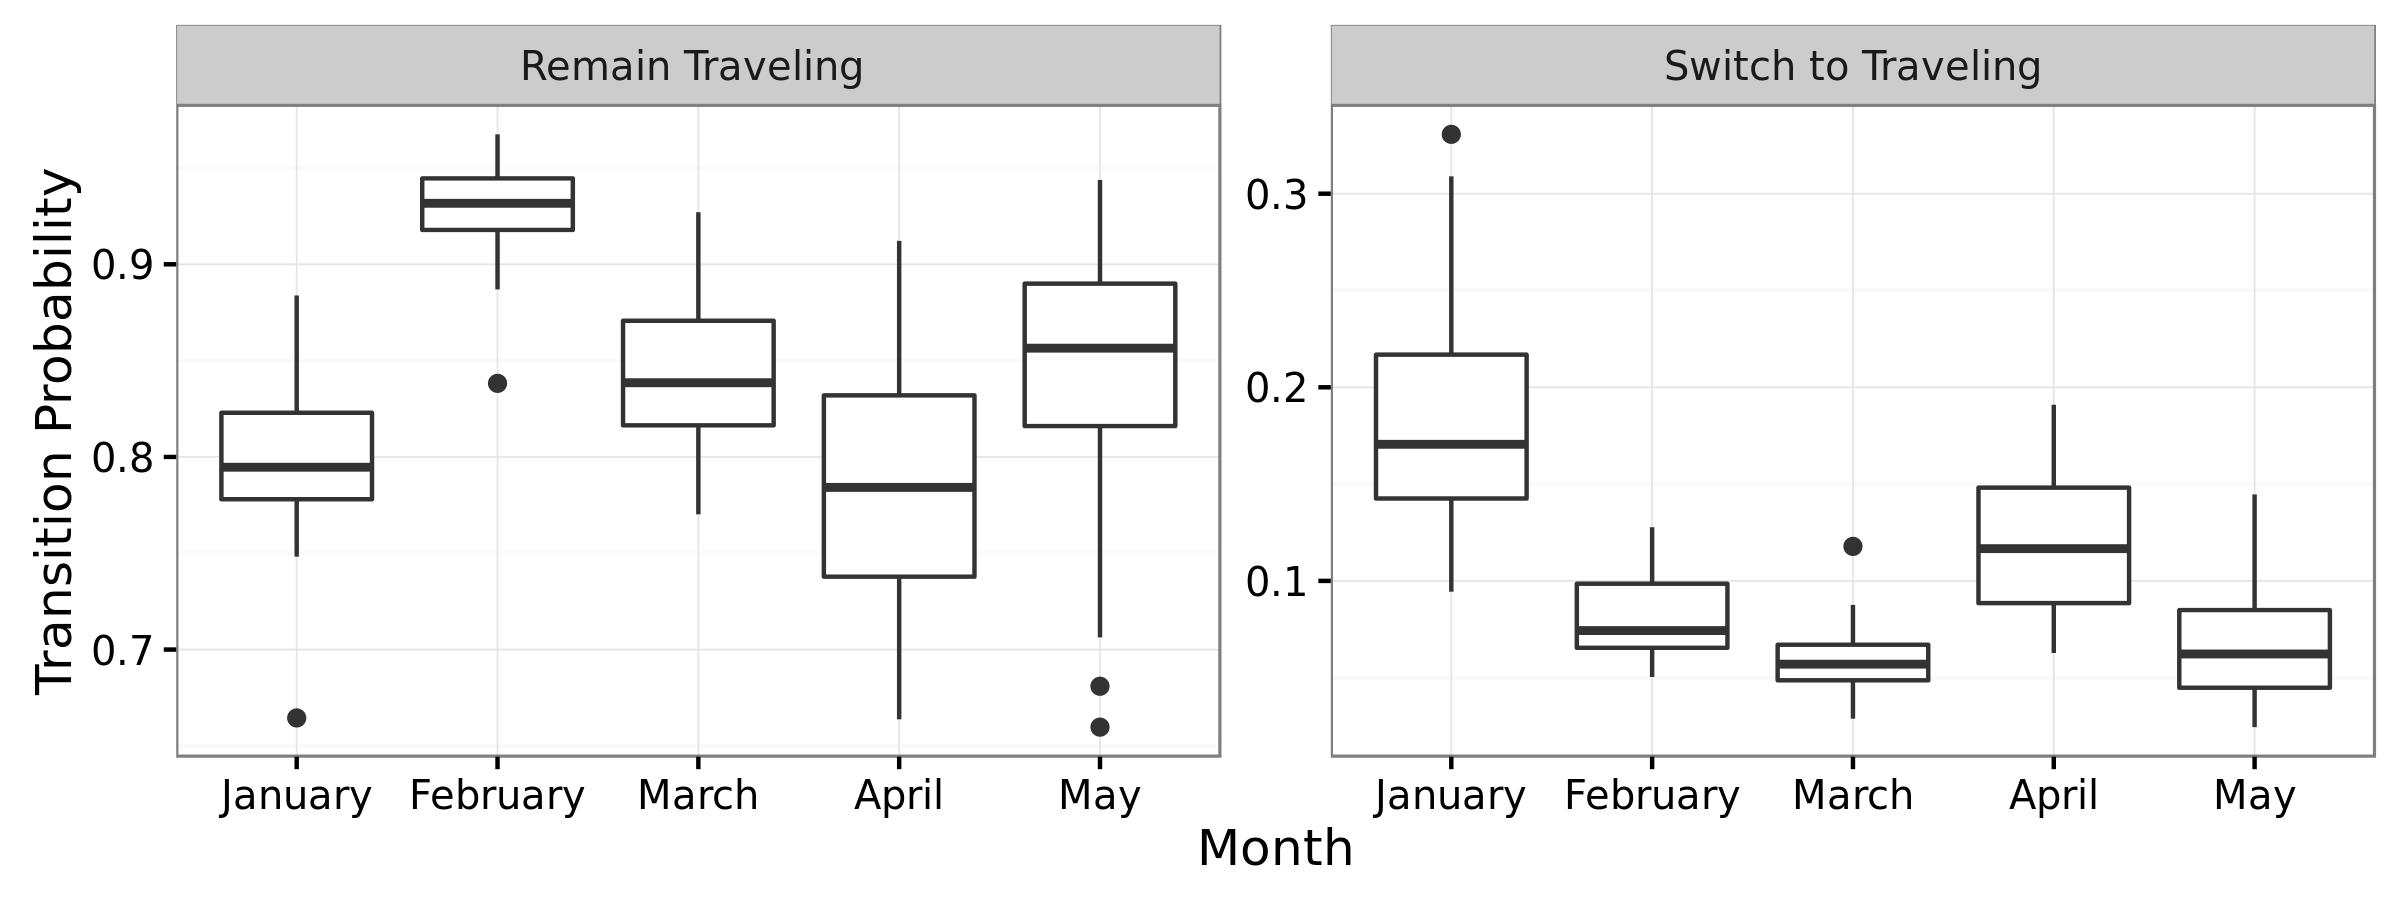 Remain Traveling
Switch to Traveling
Transition Probability
0.9
0.8
0.7
0.3
0.2
0.1
January February March April May
January February March April May
Month